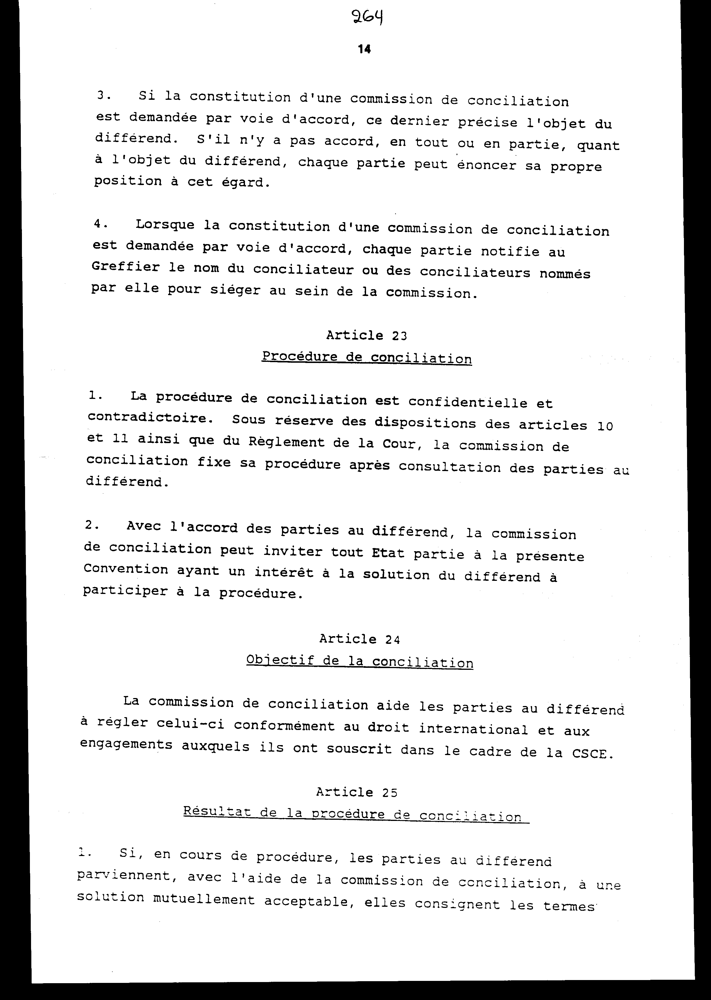 264
14
3. Si la constitution d'une commission de conciliation
est demandée par voie d'accord, ce dernier précise l'objet du
différend. S'il n'y a pas accord, en tout ou en partie, quant
à l'objet du différend, chaque partie peut énoncer sa propre
position à cet égard.
4. Lorsque la constitution d'une commission de conciliation
est demandée par voie d'accord, chaque partie notifie au
Greffier le nom du conciliateur ou des conciliateurs nommés
par elle pour siéger au sein de la commission.
Article 23
Procédure de conciliation
1. La procédure de conciliation est confidentielle et
contradictoire. Sous réserve des dispositions des articles 10
et 11 ainsi que du Règlement de la Cour, la commission de
conciliation fixe sa procédure après consultation des parties au
différend.
2. Avec l'accord des parties au différend, la commission
de conciliation peut inviter tout Etat partie à la présente
Convention ayant un intérêt à la solution du différend à
participer à la procédure.
Article 24
Objectif de la conciliation
La commission de conciliation aide les parties au différend
à régler celui-ci conformément au droit international et aux
engagements auxquels ils ont souscrit dans le cadre de la CSCE.
Article 25
Résultat de la procédure de conciliation
1. Si, en cours de procédure, les parties au différend
parviennent, avec l'aide de la commission de conciliation, à une
solution mutuellement acceptable, elles consignent les termes